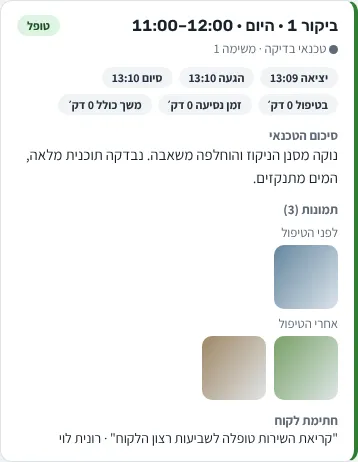 ביקור 1 • היום • 11:00–12:00
טופל
טכנאי בדיקה · משימה 1
יציאה 13:09 הגעה 13:10 סיום 13:10
בטיפול 0 דק׳ זמן נסיעה 0 דק׳ משך כולל 0 דק׳
סיכום הטכנאי
נוקה מסנן הניקוז והוחלפה משאבה. נבדקה תוכנית מלאה,
המים מתנקזים.
תמונות (3)
לפני הטיפול
אחרי הטיפול
חתימת לקוח
"קריאת השירות טופלה לשביעות רצון הלקוח" · רונית לוי